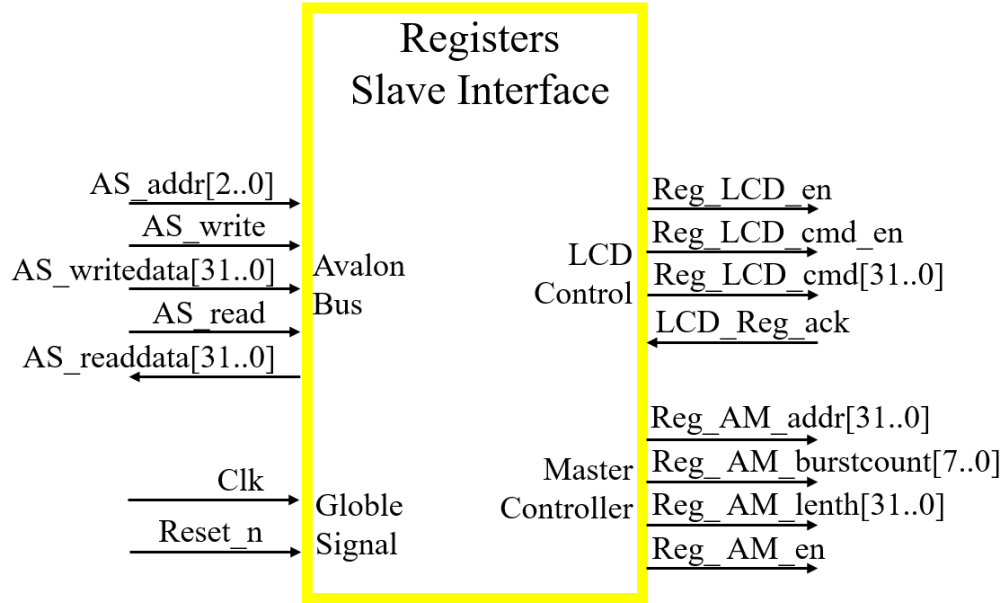 Registers
Slave Interface
AS_addr[2..0]
AS_write
AS_writedata[31..0]
AS_read
AS_readdata[31..0]
Avalon
Bus
Clk
Reset_n
Globle
Signal
LCD
Control
Reg_LCD_en
Reg_LCD_cmd_en
Reg_LCD_cmd[31..0]
LCD_Reg_ack
Master
Controller
Reg_AM_addr[31..0]
Reg_ AM_burstcount[7..0]
Reg_ AM_lenth[31..0]
Reg_ AM_en